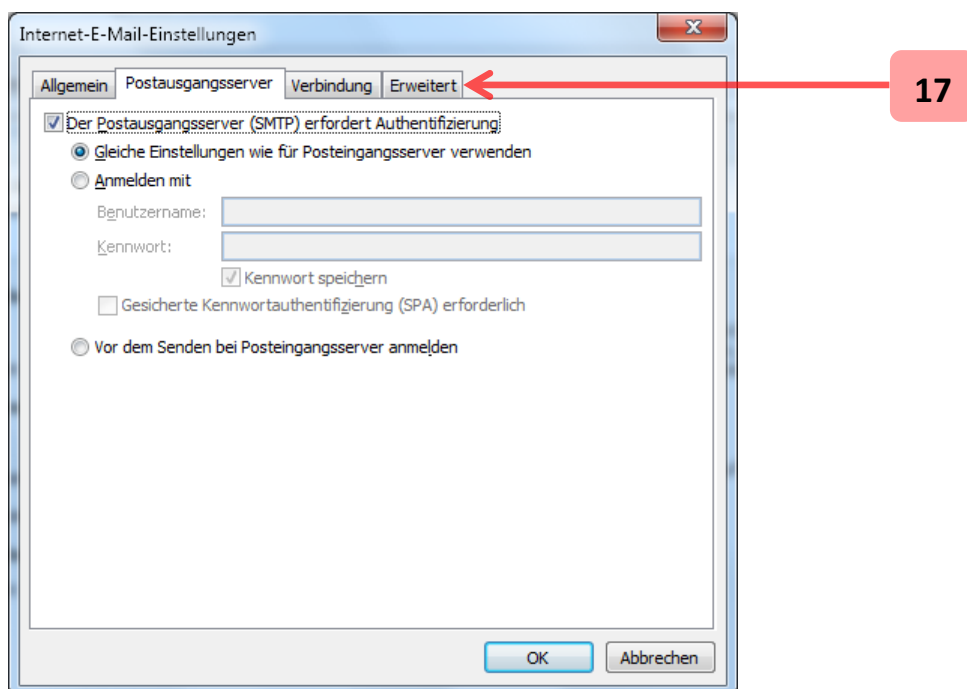 Internet-E-Mail-Einstellungen
Allgemein Postausgangsserver Verbindung Erweitert
17
Der Postausgangsserver (SMTP) erfordert Authentifizierung
Gleiche Einstellungen wie für Posteingangsserver verwenden
Anmelden mit
Benutzername:
Kennwort:
Kennwort speichern
Gesicherte Kennwortauthentifizierung (SPA) erforderlich
Vor dem Senden bei Posteingangsserver anmelden
OK Abbrechen